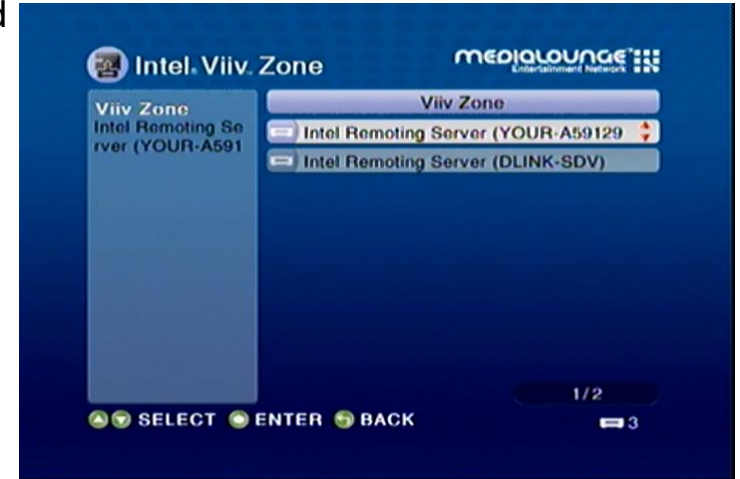 d
Intel. Viiv. Zone
MEDIALOUNGE
Entertainment Network
Viiv Zone
Intel Remoting Se
rver (YOUR-A591
Viiv Zone
Intel Remoting Server (YOUR-A59129
Intel Remoting Server (DLINK-SDV)
1/2
SELECT ENTER BACK
3